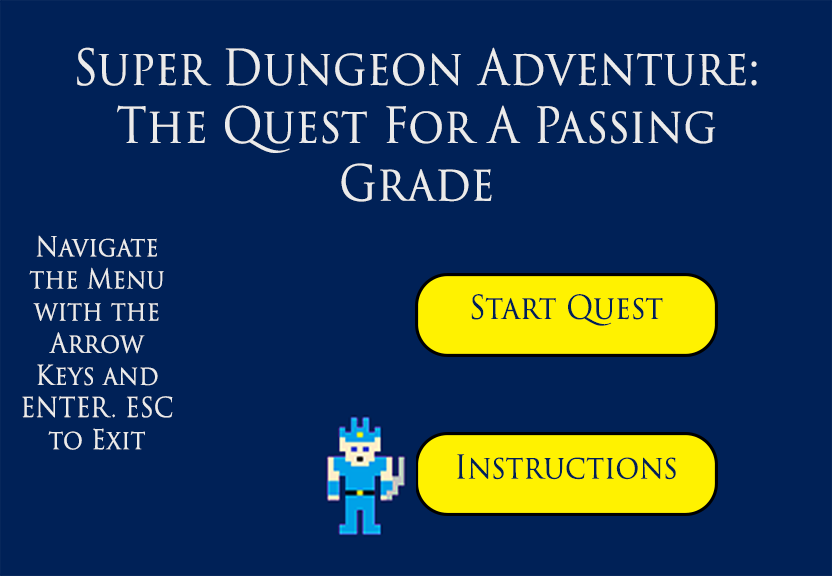 Super Dungeon Adventure:
The Quest For A Passing
Grade
Navigate
the Menu
with the
Arrow
Keys and
ENTER. ESC
to Exit
Start Quest
Instructions